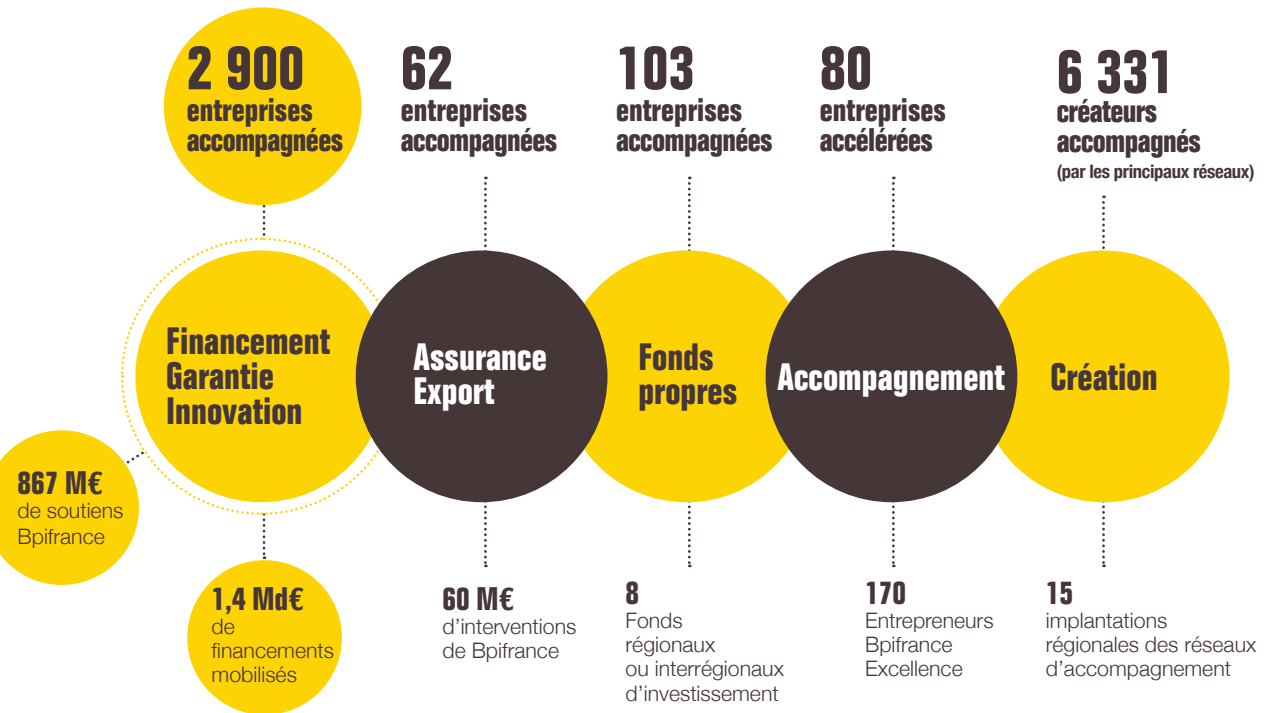 2 900
entreprises
accompagnées
62
entreprises
accompagnées
103
entreprises
accompagnées
80
entreprises
accélérées
6 331
créateurs
accompagnés
(par les principaux réseaux)
Financement
Garantie
Innovation
Assurance
Export
Fonds
propres
Accompagnement
Création
867 M€
de soutiens
Bpifrance
1,4 Md€
de
financements
mobilisés
60 M€
d’interventions
de Bpifrance
8
Fonds
régionaux
ou interrégionaux
d’investissement
170
Entrepreneurs
Bpifrance
Excellence
15
implantations
régionales des réseaux
d’accompagnement